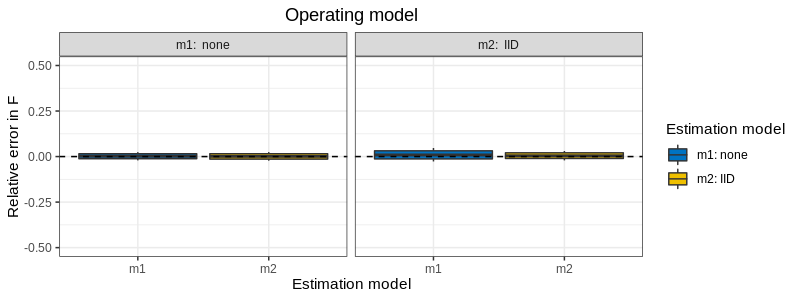 Operating model
m1: none
m2: IID
Relative error in F
0.50
0.25
0.00
-0.25
-0.50
m1
m2
m1
m2
Estimation model
Estimation model
m1: none
m2: IID